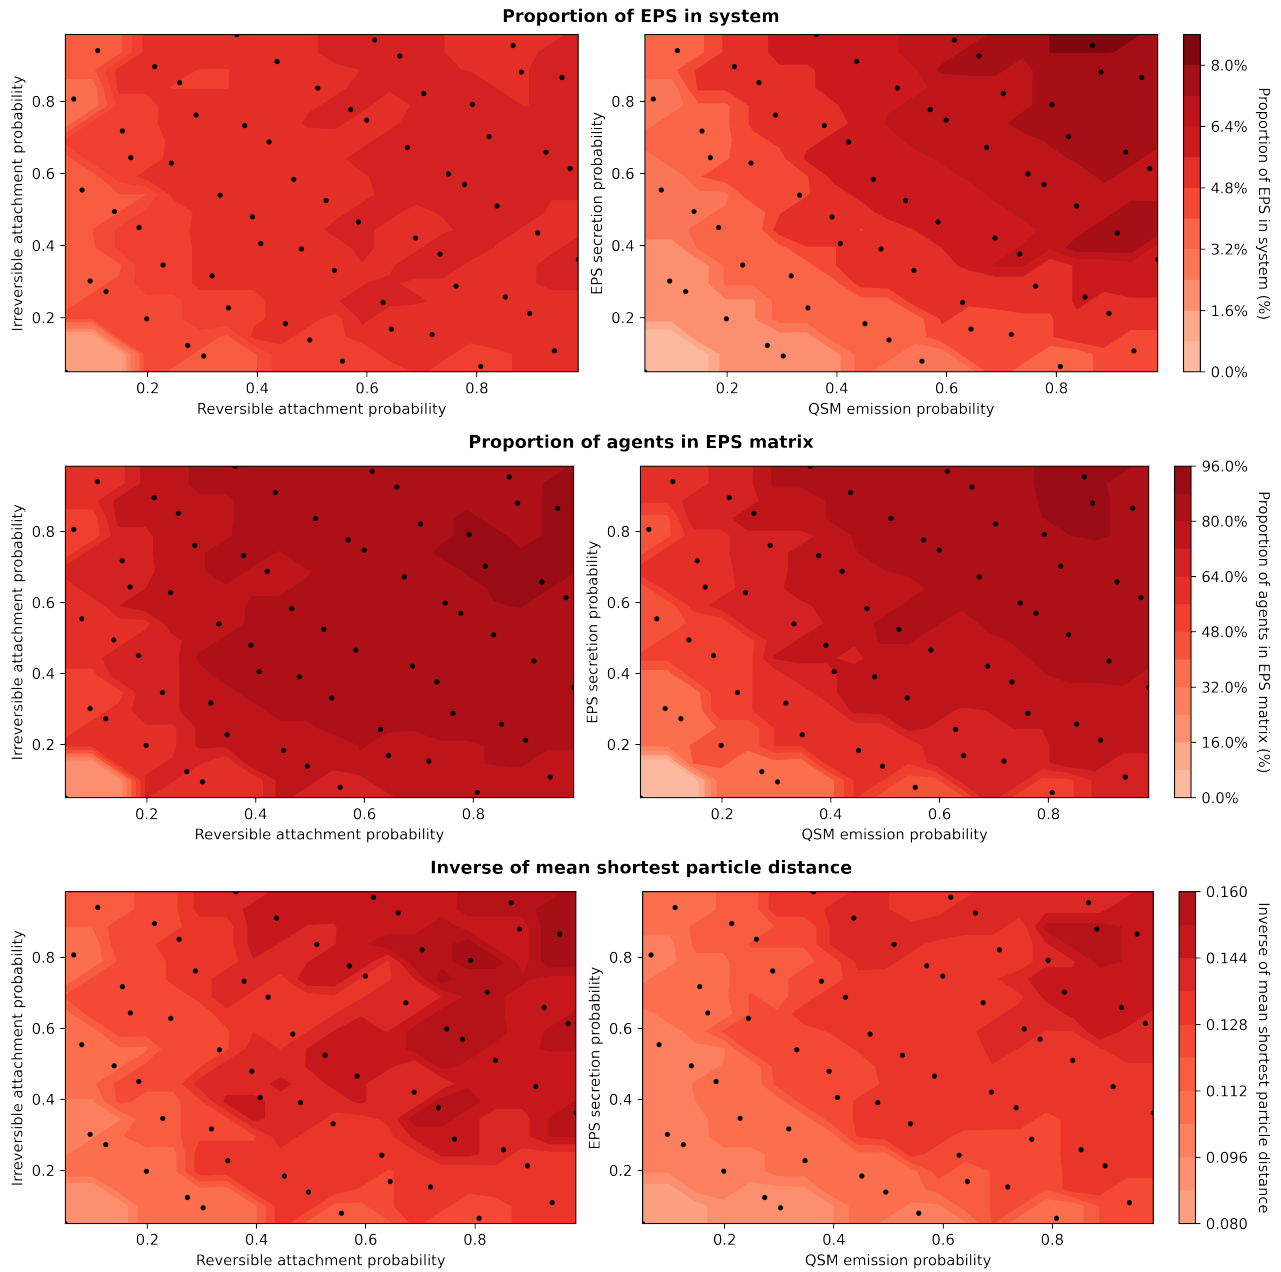 Proportion of EPS in system
Irreversible attachment probability
0.8
0.6
0.4
0.2
0.2 0.4 0.6 0.8
Reversible attachment probability
EPS secretion probability
0.8
0.6
0.4
0.2
0.2 0.4 0.6 0.8
QSM emission probability
8.0%
6.4%
4.8%
3.2%
1.6%
0.0%
Proportion of EPS in system (%)
Proportion of agents in EPS matrix
Irreversible attachment probability
0.8
0.6
0.4
0.2
0.2 0.4 0.6 0.8
Reversible attachment probability
EPS secretion probability
0.8
0.6
0.4
0.2
0.2 0.4 0.6 0.8
QSM emission probability
96.0%
80.0%
64.0%
48.0%
32.0%
16.0%
0.0%
Proportion of agents in EPS matrix (%)
Inverse of mean shortest particle distance
Irreversible attachment probability
0.8
0.6
0.4
0.2
0.2 0.4 0.6 0.8
Reversible attachment probability
EPS secretion probability
0.8
0.6
0.4
0.2
0.2 0.4 0.6 0.8
QSM emission probability
0.160
0.144
0.128
0.112
0.096
0.080
Inverse of mean shortest particle distance